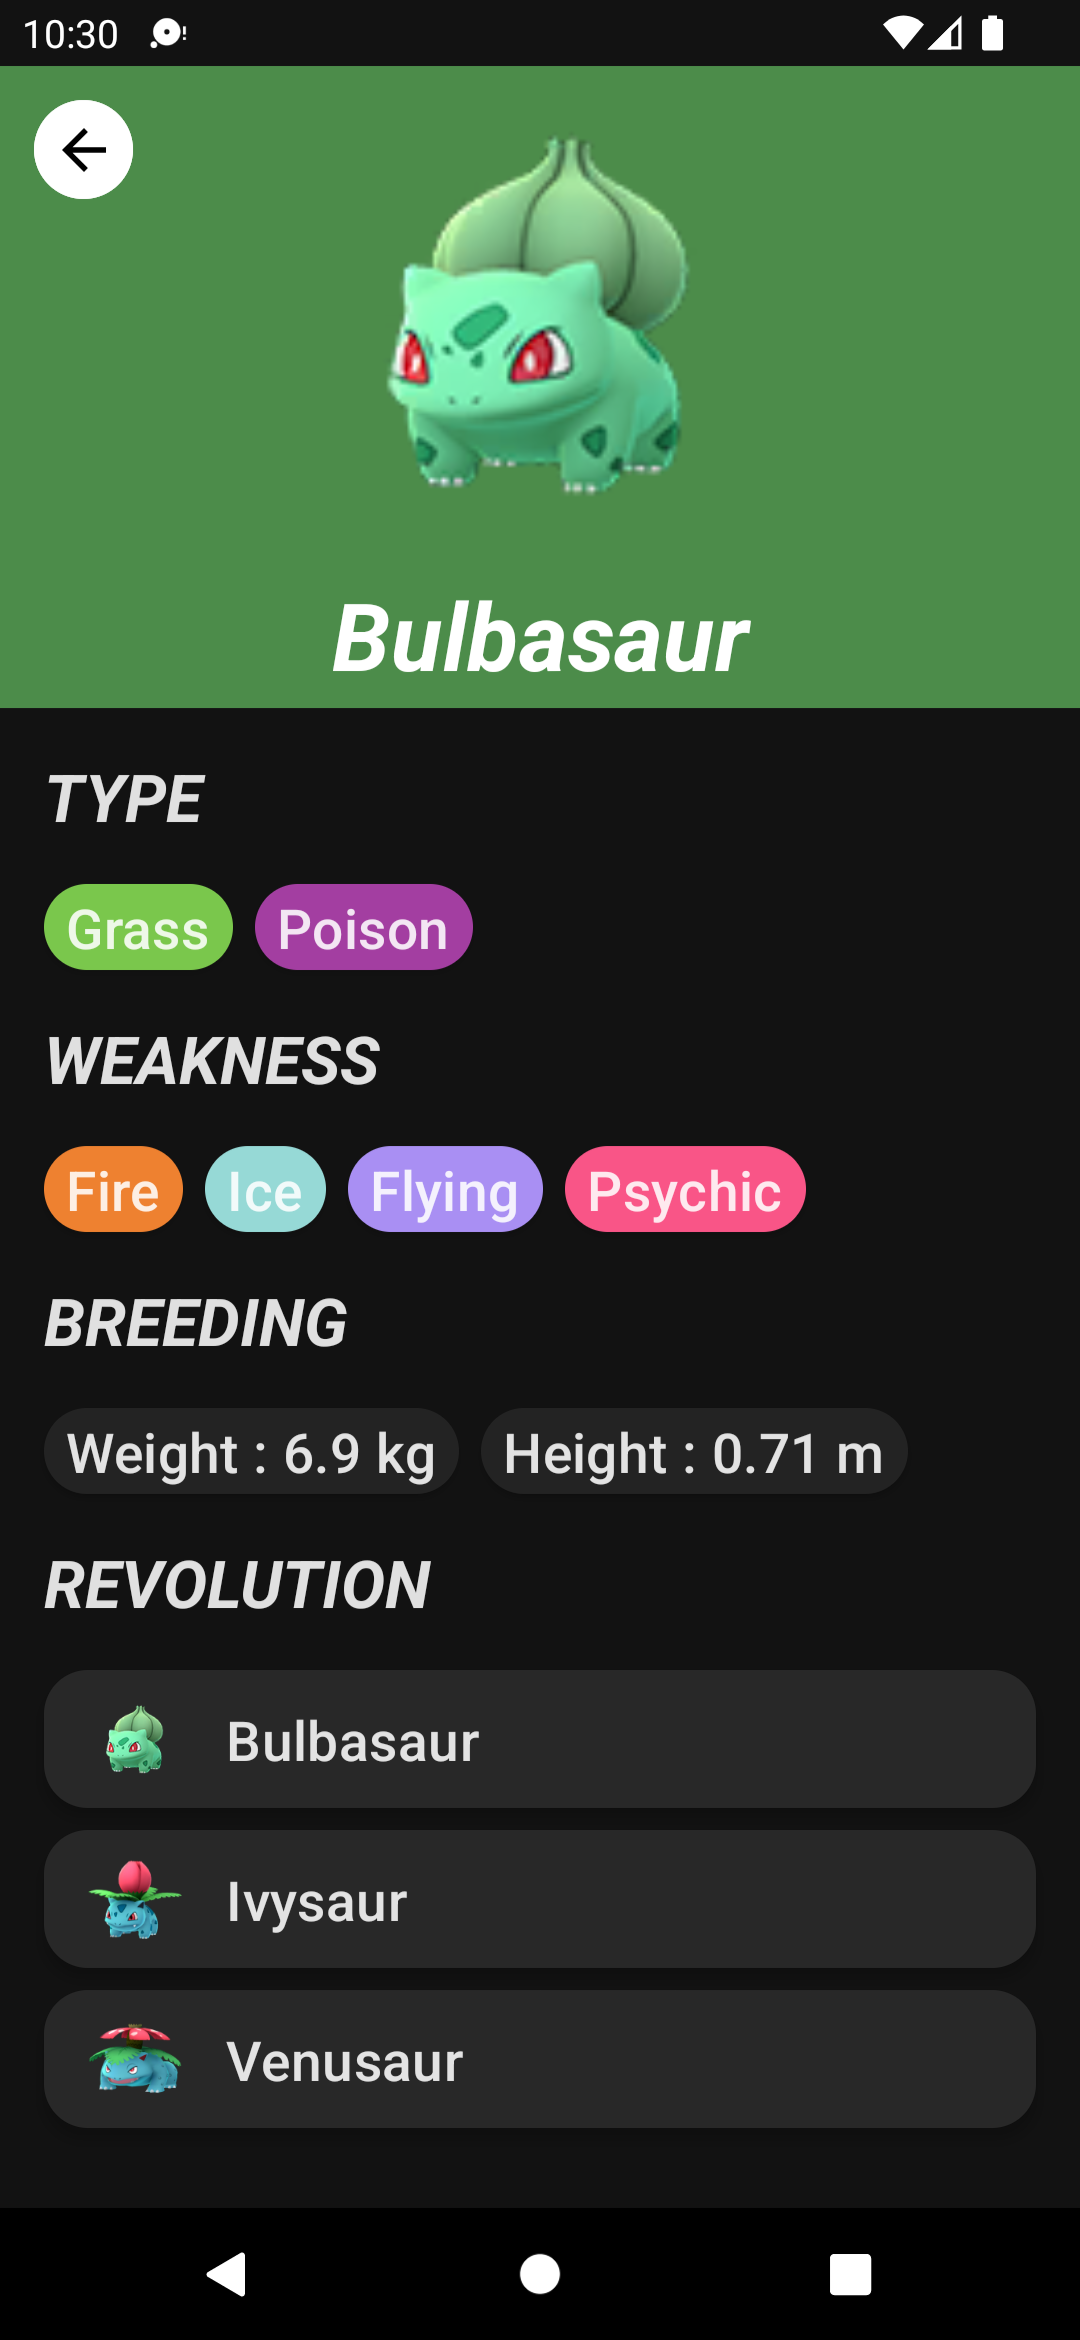 10:30
Bulbasaur
TYPE
Grass Poison
WEAKNESS
Fire Ice Flying Psychic
BREEDING
Weight : 6.9 kg Height : 0.71 m
REVOLUTION
Bulbasaur
Ivysaur
Venusaur